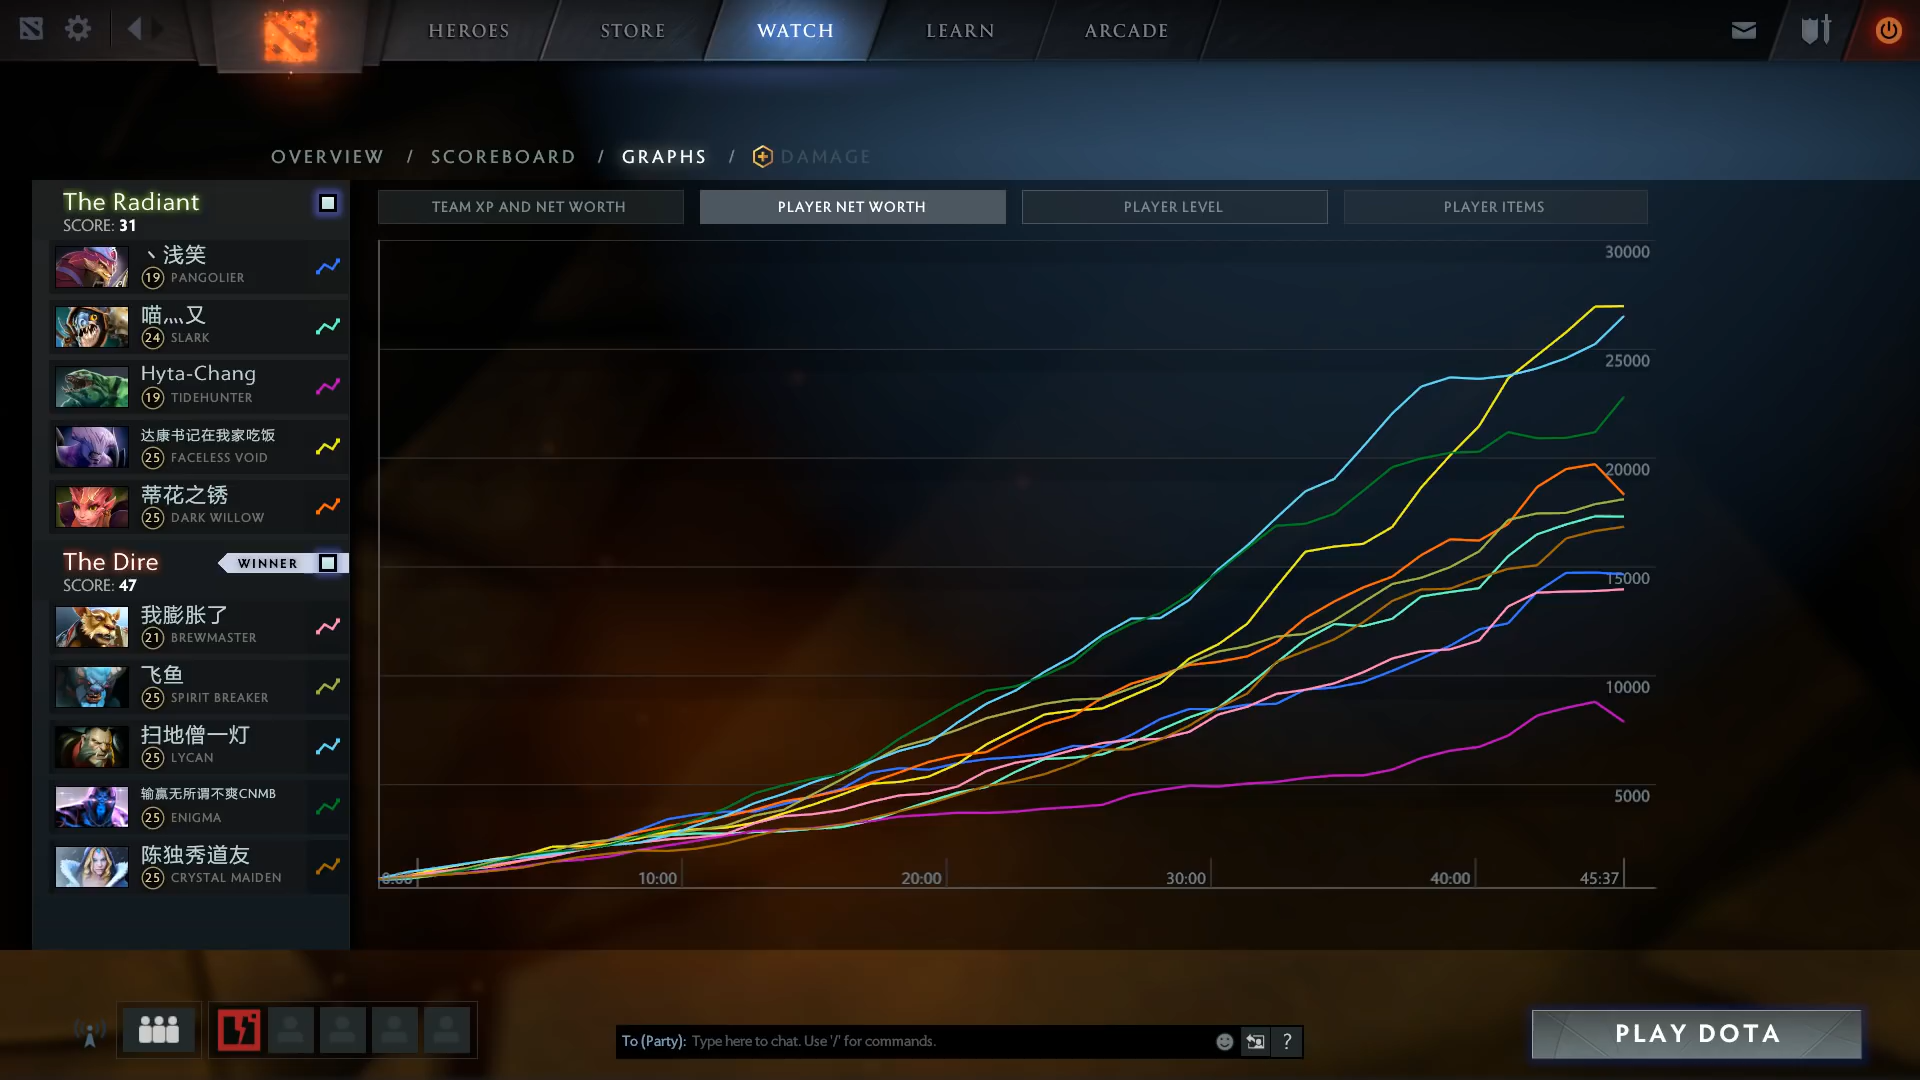 HEROES
STORE
WATCH
LEARN
ARCADE
OVERVIEW / SCOREBOARD / GRAPHS / DAMAGE
The Radiant
SCORE: 31
丶浅笑
19 PANGOLIER
喵灬又
24 SLARK
Hyta-Chang
19 TIDEHUNTER
达康书记在我家吃饭
25 FACELESS VOID
蒂花之锈
25 DARK WILLOW
The Dire
WINNER
SCORE: 47
我膨胀了
21 BREWMASTER
飞鱼
25 SPIRIT BREAKER
扫地僧一灯
25 LYCAN
输赢无所谓不爽CNMB
25 ENIGMA
陈独秀道友
25 CRYSTAL MAIDEN
TEAM XP AND NET WORTH
PLAYER NET WORTH
PLAYER LEVEL
PLAYER ITEMS
30000
25000
20000
15000
10000
5000
0:00
10:00
20:00
30:00
40:00
45:37
To (Party): Type here to chat. Use '/' for commands.
?
PLAY DOTA